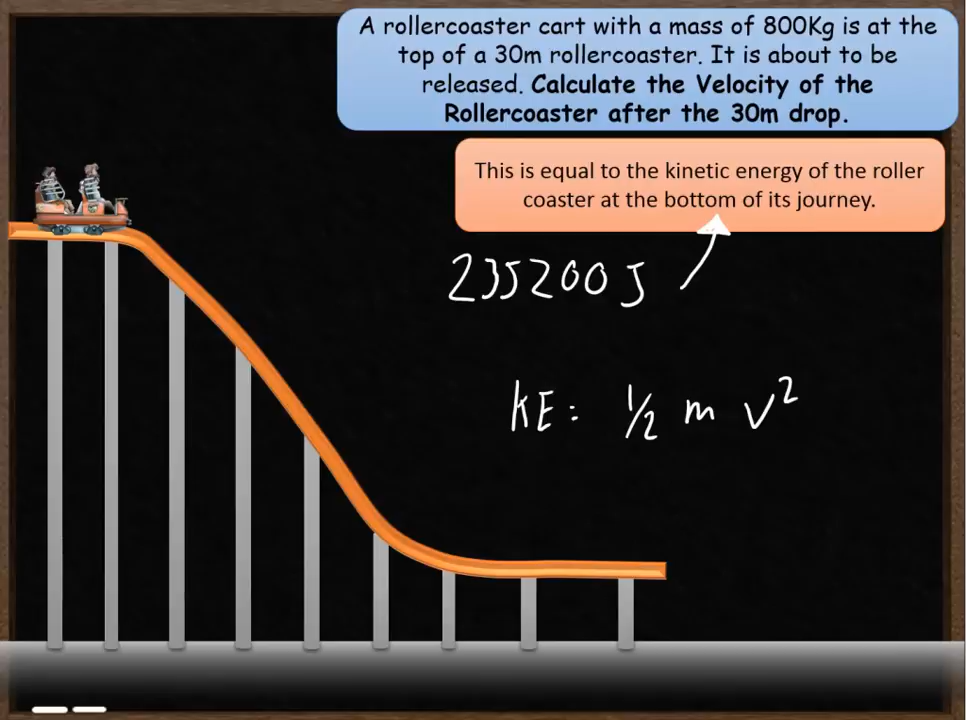 A rollercoaster cart with a mass of 800Kg is at the
top of a 30m rollercoaster. It is about to be
released. Calculate the Velocity of the
Rollercoaster after the 30m drop.
This is equal to the kinetic energy of the roller
coaster at the bottom of its journey.
235200J
KE= ½ m v²